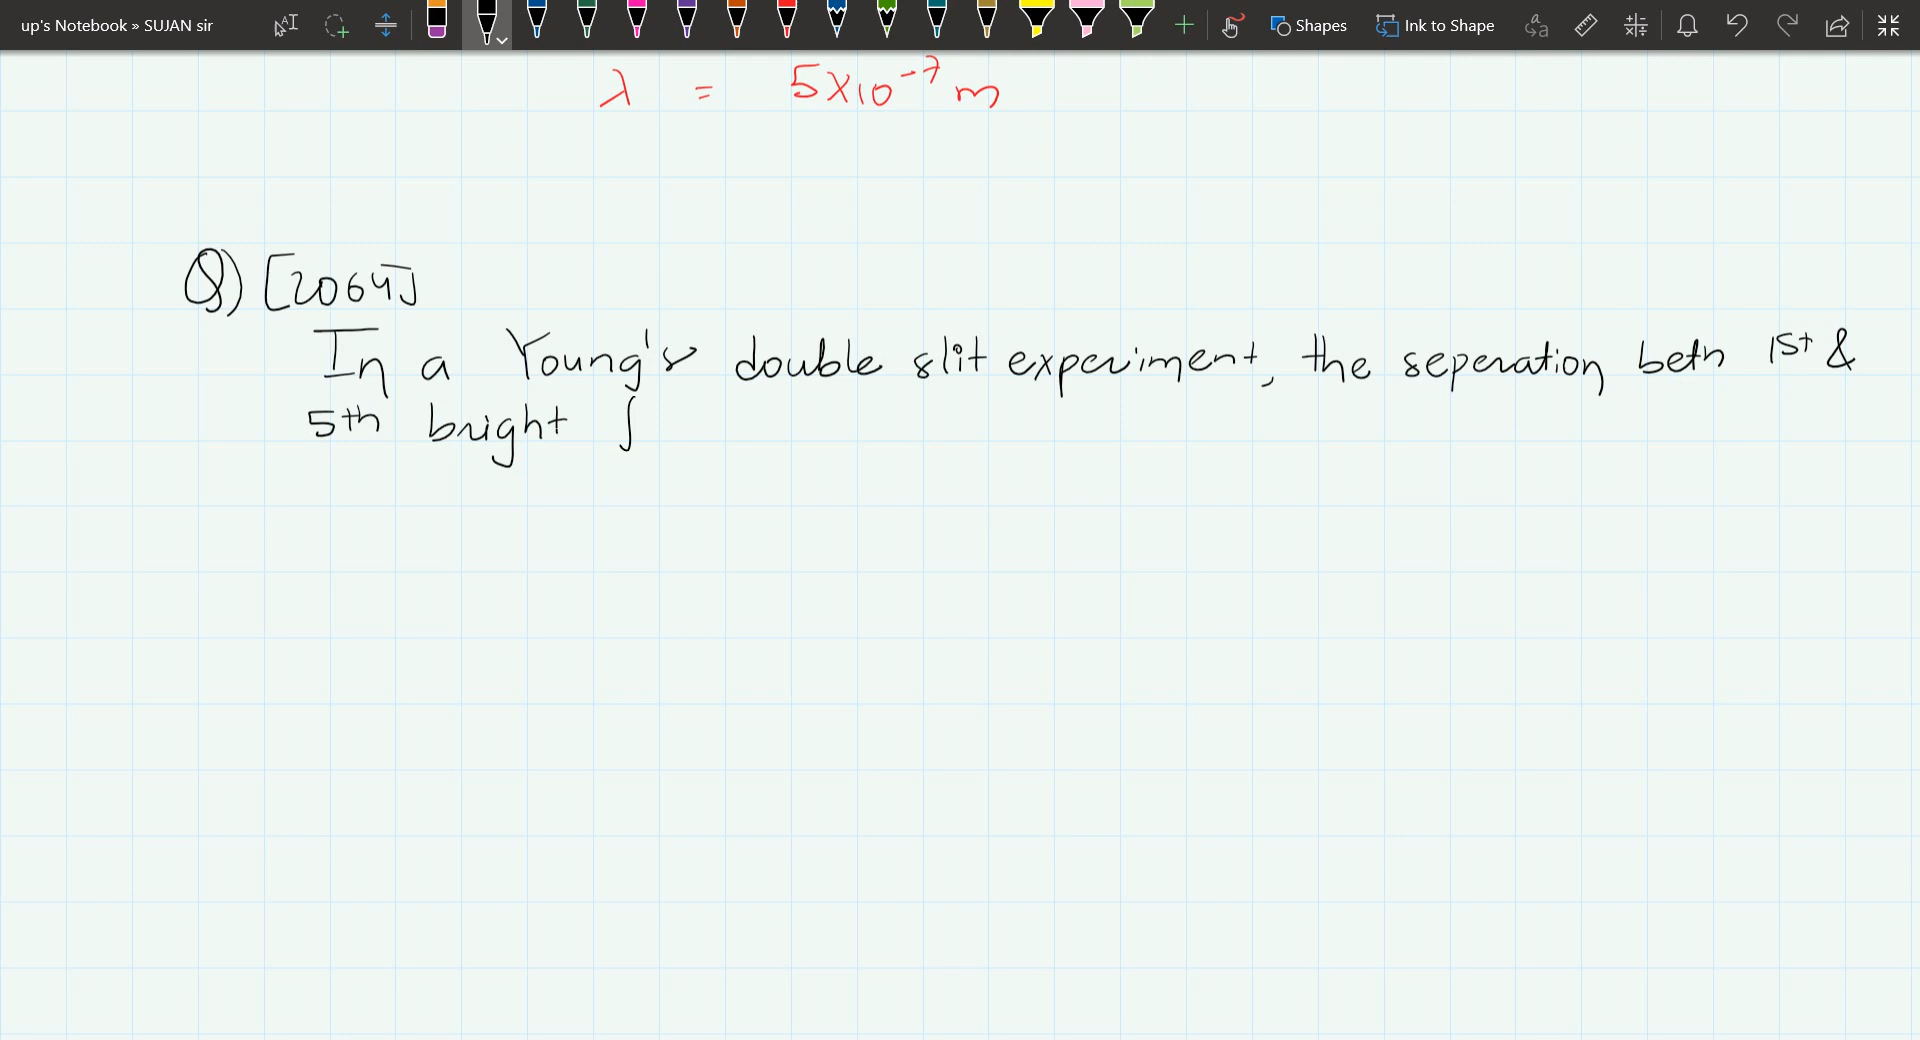 up's Notebook » SUJAN sir
Shapes
Ink to Shape
λ = 5×10⁻⁷ m
Q) [2064]
In a Young's double slit experiment, the seperation betn 1st &
5th bright f